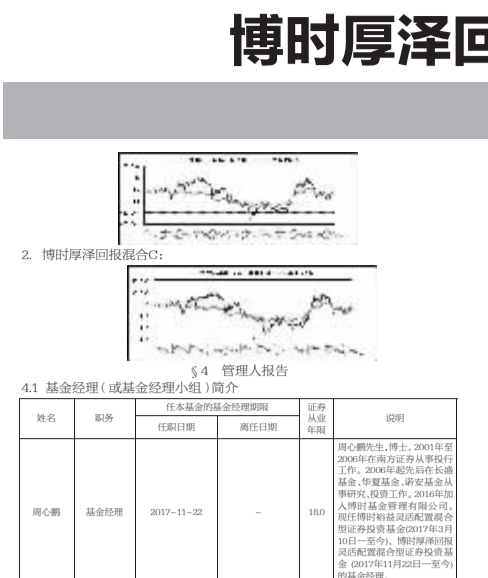 博时厚泽回
2. 博时厚泽回报混合C：
§4 管理人报告
4.1 基金经理（或基金经理小组）简介
姓名 职务 任本基金的基金经理期限 证券从业年限 说明
任职日期 离任日期
周心鹏 基金经理 2017-11-22 - 18.0
周心鹏先生，博士。2001年至
2006年在南方证券从事投行
工作。2006年起先后在长盛
基金、华夏基金、诺安基金从
事研究、投资工作。2016年加
入博时基金管理有限公司。
现任博时裕益灵活配置混合
型证券投资基金(2017年3月
10日—至今)、博时厚泽回报
灵活配置混合型证券投资基
金 (2017年11月22日—至今)
的基金经理。